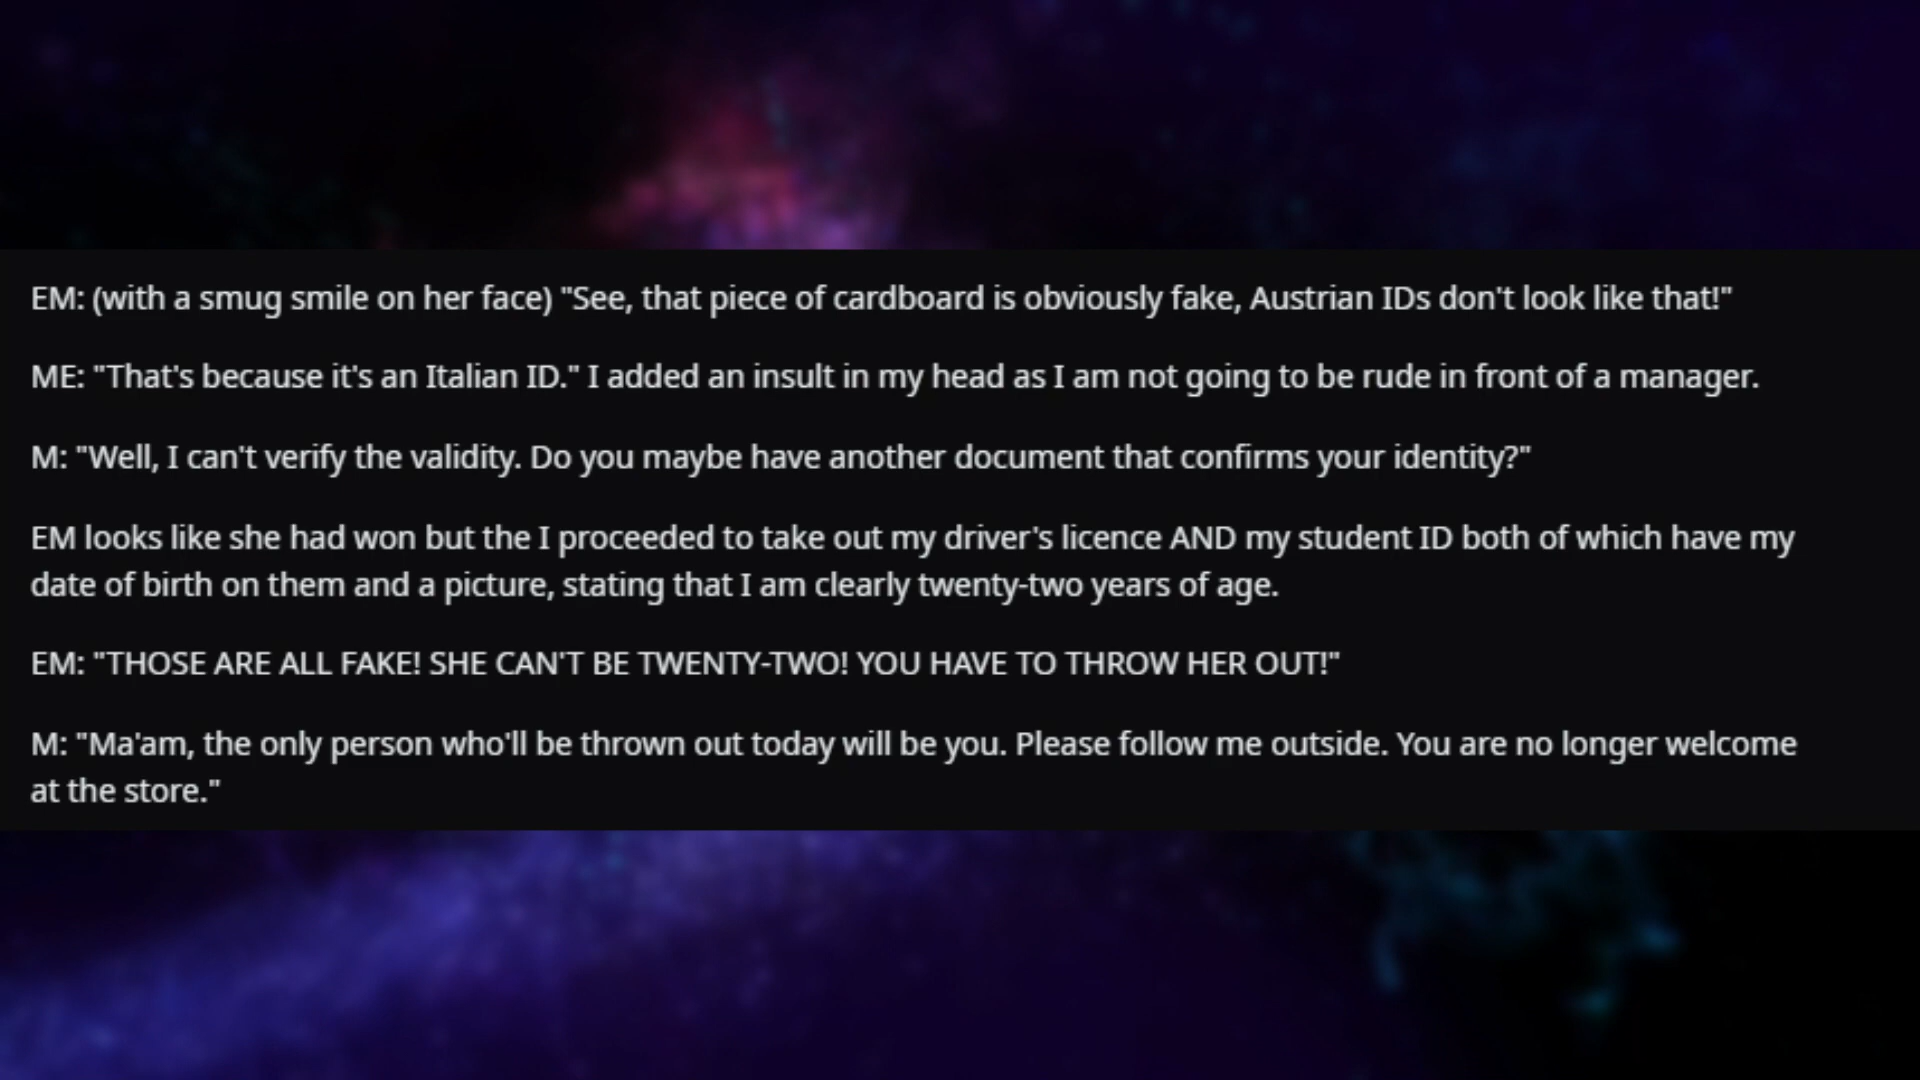 EM: (with a smug smile on her face) "See, that piece of cardboard is obviously fake, Austrian IDs don't look like that!"
ME: "That's because it's an Italian ID." I added an insult in my head as I am not going to be rude in front of a manager.
M: "Well, I can't verify the validity. Do you maybe have another document that confirms your identity?"
EM looks like she had won but the I proceeded to take out my driver's licence AND my student ID both of which have my
date of birth on them and a picture, stating that I am clearly twenty-two years of age.
EM: "THOSE ARE ALL FAKE! SHE CAN'T BE TWENTY-TWO! YOU HAVE TO THROW HER OUT!"
M: "Ma'am, the only person who'll be thrown out today will be you. Please follow me outside. You are no longer welcome
at the store."